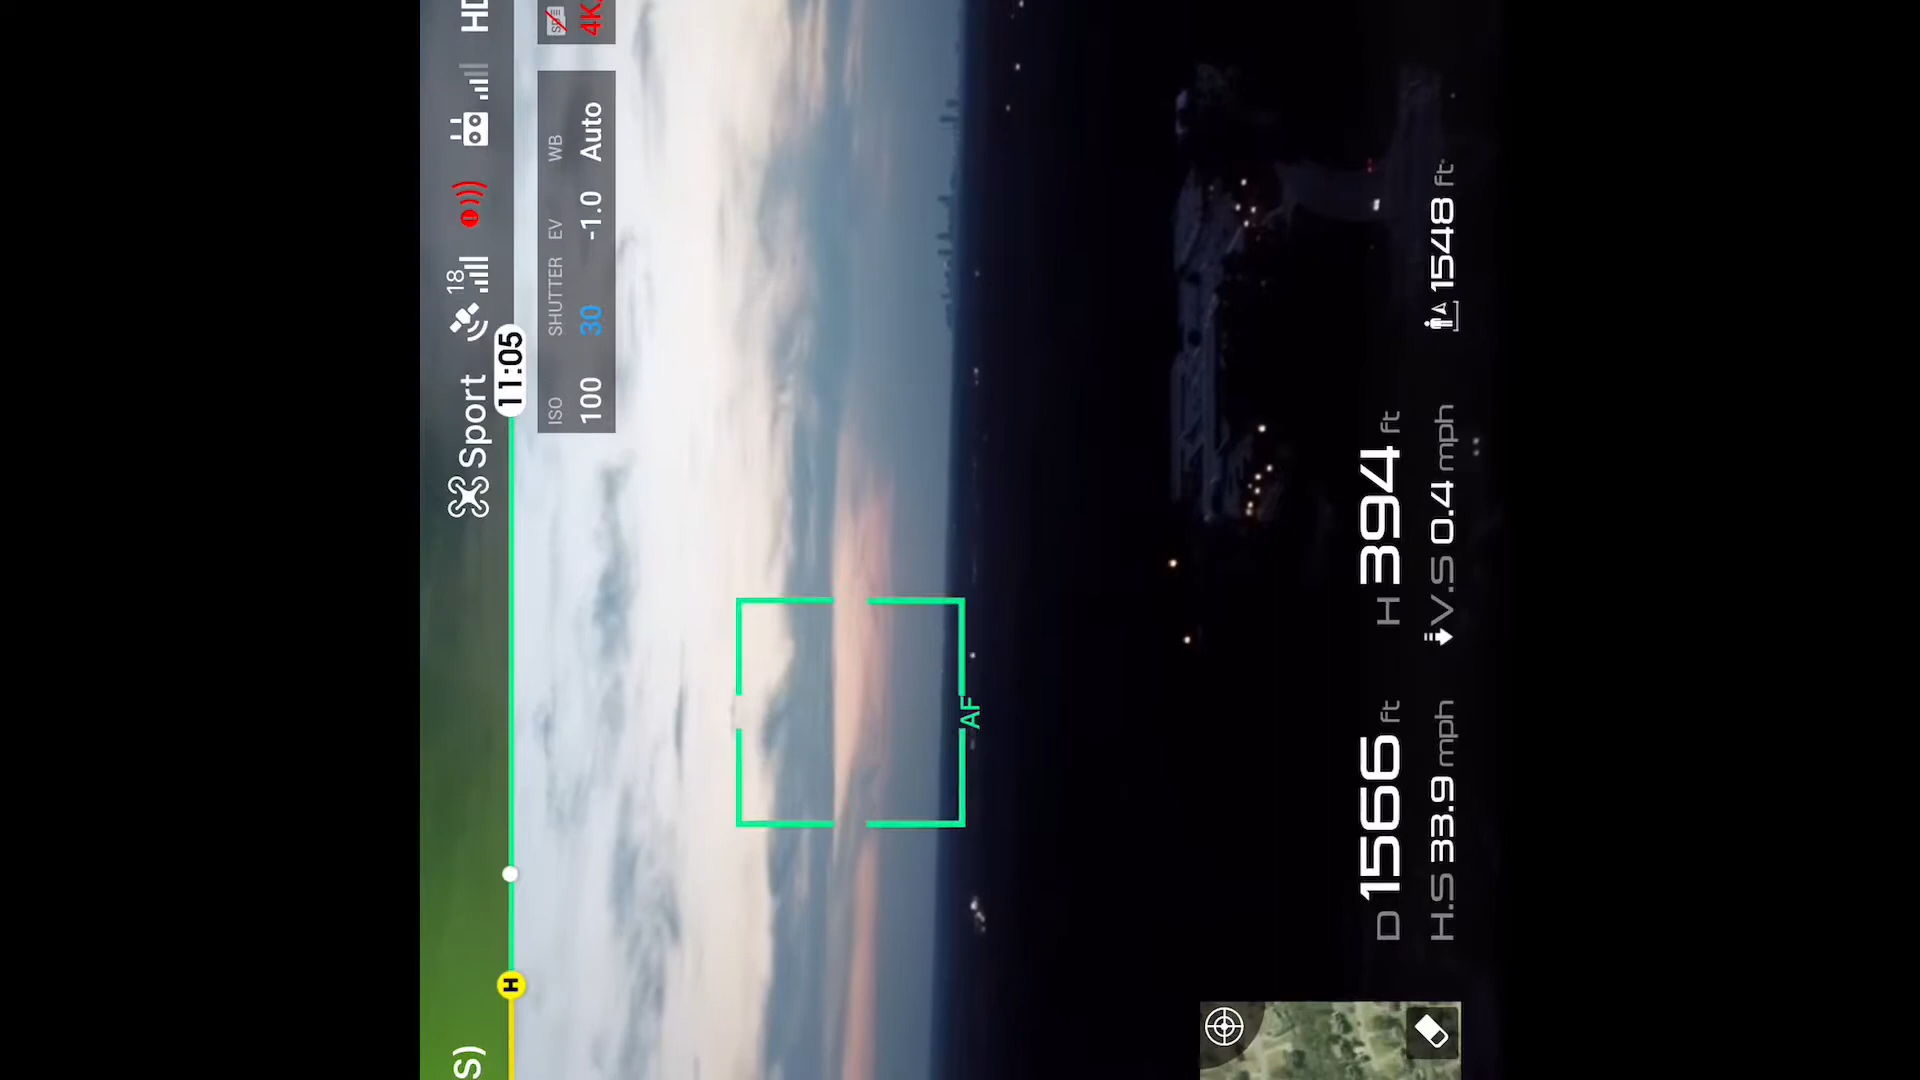 S)
Sport
18
HD
11:05
H
ISO
SHUTTER
EV
WB
100
30
-1.0
Auto
4K
AF
D 1566 ft
H 394 ft
H.S 33.9 mph
V.S 0.4 mph
1548 ft